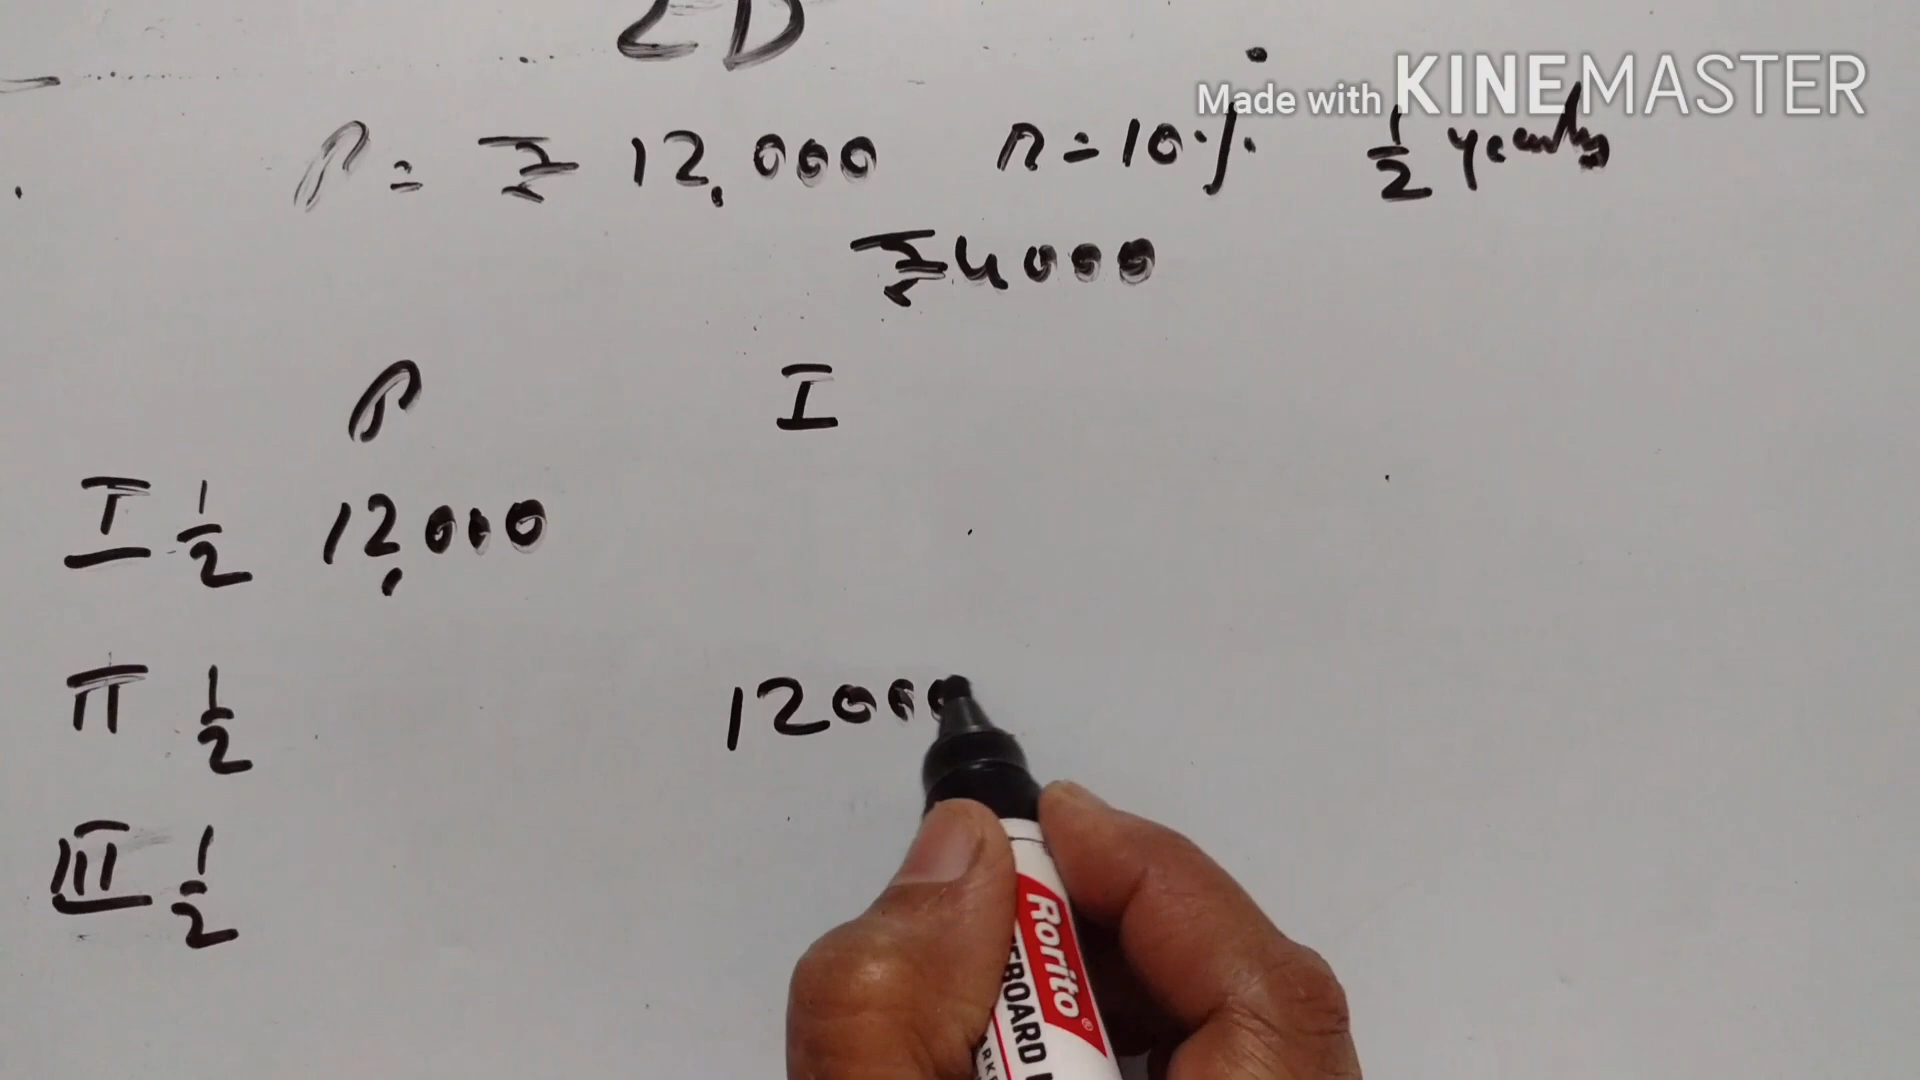 2D
Made with KINEMASTER
P = ₹ 12,000 r = 10% 1/2 yearly
₹4000
P I
I 1/2 12,000
II 1/2 12000
III 1/2
Rorito®